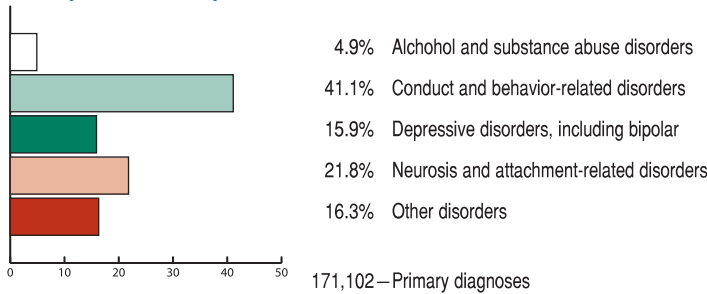 4.9% Alchohol and substance abuse disorders
41.1% Conduct and behavior-related disorders
15.9% Depressive disorders, including bipolar
21.8% Neurosis and attachment-related disorders
16.3% Other disorders
0 10 20 30 40 50
171,102—Primary diagnoses